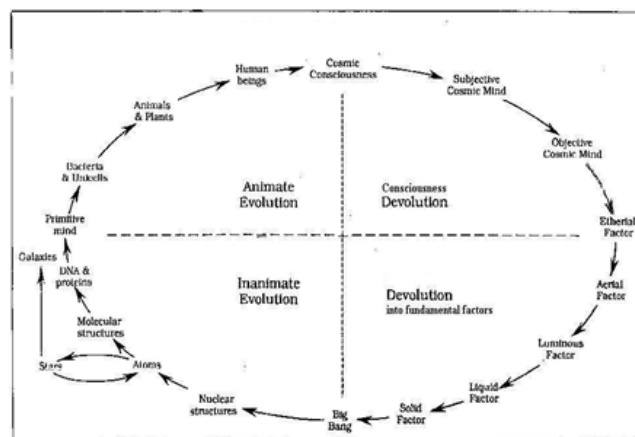 Cosmic
Consciousness
Human
beings
Subjective
Cosmic Mind
Animals
& Plants
Objective
Cosmic Mind
Bacteria
& Unicells
Animate
Evolution
Consciousness
Devolution
Primitive
mind
Etherial
Factor
Galaxies
DNA &
proteins
Inanimate
Evolution
Devolution
into fundamental factors
Aerial
Factor
Molecular
structures
Luminous
Factor
Stars
Atoms
Nuclear
structures
Big
Bang
Solid
Factor
Liquid
Factor